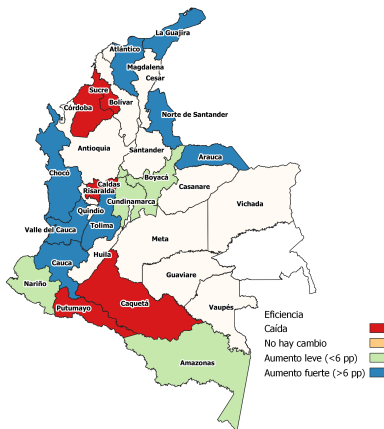 La Guajira
Atlántico
Magdalena
Cesar
Sucre
Bolívar
Córdoba
Norte de Santander
Antioquia
Santander
Arauca
Boyacá
Chocó
Caldas
Risaralda
Casanare
Cundinamarca
Vichada
Quindío
Valle del Cauca
Tolima
Meta
Huila
Cauca
Guaviare
Nariño
Caquetá
Vaupés
Putumayo
Amazonas
Eficiencia
Caída
No hay cambio
Aumento leve (<6 pp)
Aumento fuerte (>6 pp)